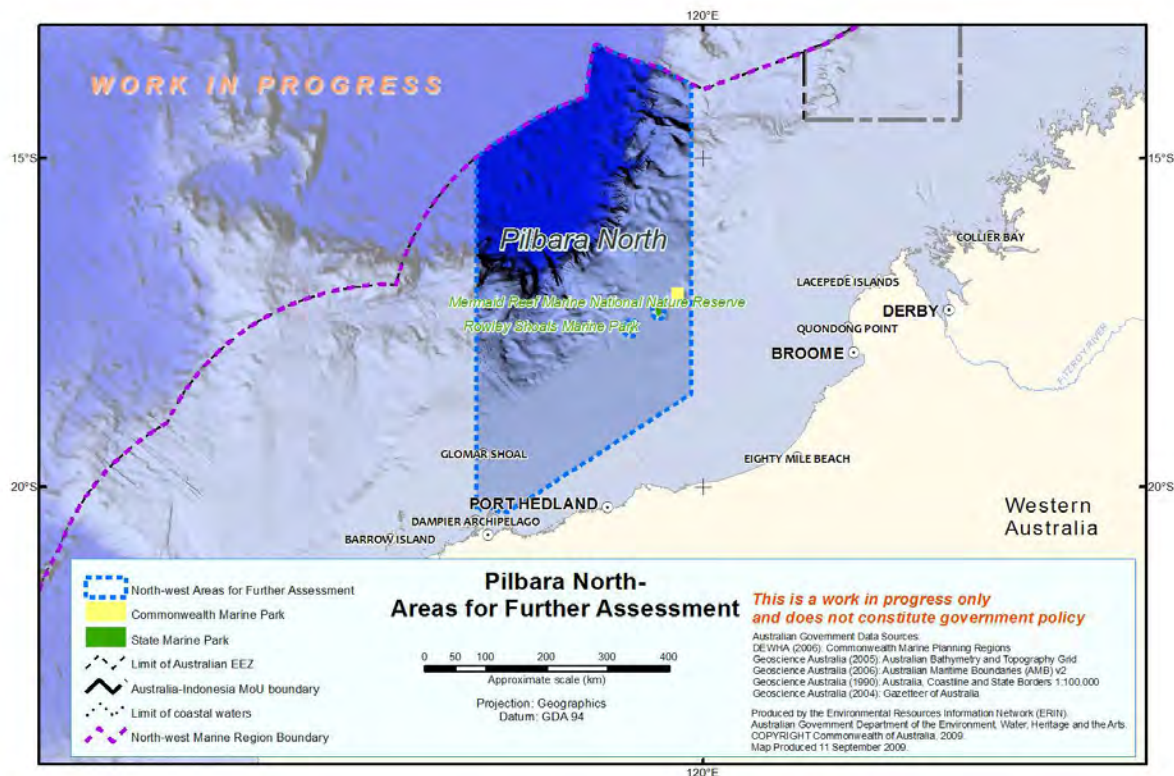 120°E
WORK IN PROGRESS
15°S
15°S
Pilbara North
COLLIER BAY
LACEPEDE ISLANDS
Mermaid Reef Marine National Nature Reserve
DERBY
Rowley Shoals Marine Park
QUONDONG POINT
BROOME
FITZROY RIVER
GLOMAR SHOAL
EIGHTY MILE BEACH
20°S
20°S
PORT HEDLAND
Western
Australia
DAMPIER ARCHIPELAGO
BARROW ISLAND
North-west Areas for Further Assessment
Commonwealth Marine Park
State Marine Park
Limit of Australian EEZ
Australia-Indonesia MoU boundary
Limit of coastal waters
North-west Marine Region Boundary
Pilbara North-
Areas for Further Assessment
0 50 100 200 300 400
Approximate scale (km)
Projection: Geographics
Datum: GDA 94
This is a work in progress only
and does not constitute government policy
Australian Government Data Sources:
DEWHA (2006): Commonwealth Marine Planning Regions
Geoscience Australia (2005): Australian Bathymetry and Topography Grid
Geoscience Australia (2006): Australian Maritime Boundaries (AMB) v2
Geoscience Australia (1990): Australia, Coastline and State Borders 1:100,000
Geoscience Australia (2004): Gazetteer of Australia
Produced by the Environmental Resources Information Network (ERIN).
Australian Government Department of the Environment, Water, Heritage and the Arts.
COPYRIGHT Commonwealth of Australia, 2009.
Map Produced 11 September 2009.
120°E